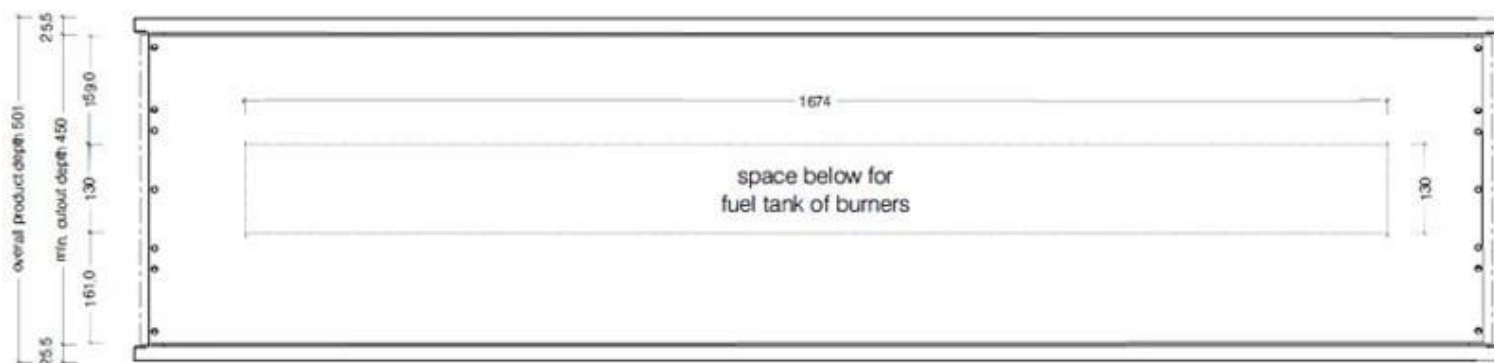 overall product depth 501
min. cutout depth 450
25.5
159.0
130
161.0
25.5
1674
space below for
fuel tank of burners
130